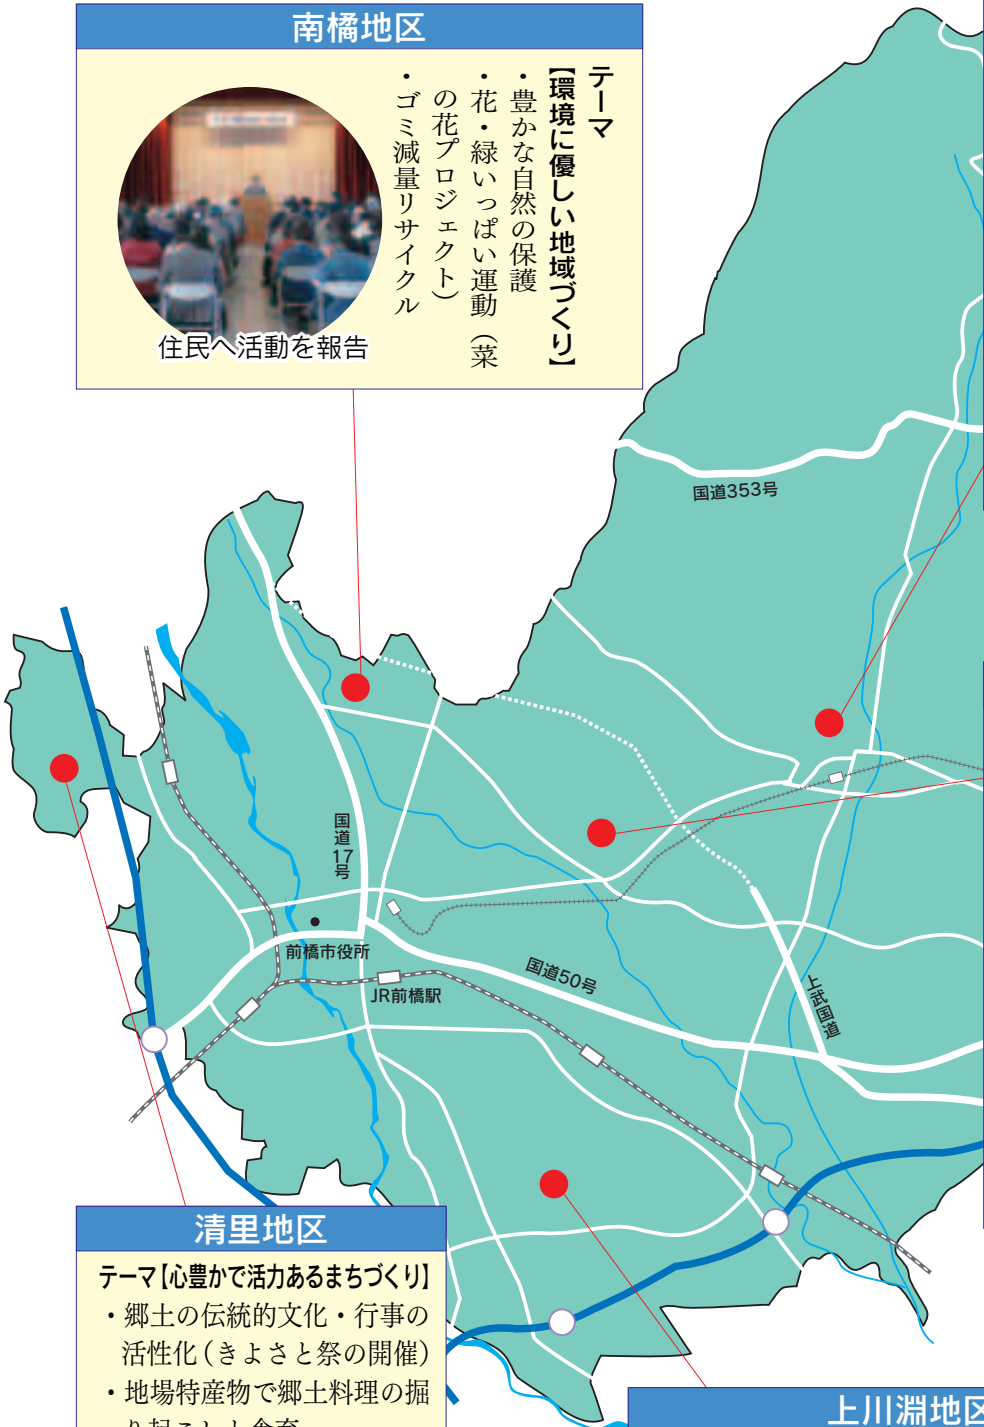 南橘地区
テーマ
【環境に優しい地域づくり】
・豊かな自然の保護
・花・緑いっぱい運動（菜
の花プロジェクト）
・ゴミ減量リサイクル
住民へ活動を報告
国道353号
国道17号
前橋市役所
JR前橋駅
国道50号
上武国道
清里地区
テーマ【心豊かで活力あるまちづくり】
・郷土の伝統的文化・行事の
活性化（きよさと祭の開催）
・地場特産物で郷土料理の掘
り起こしと食育
上川淵地区